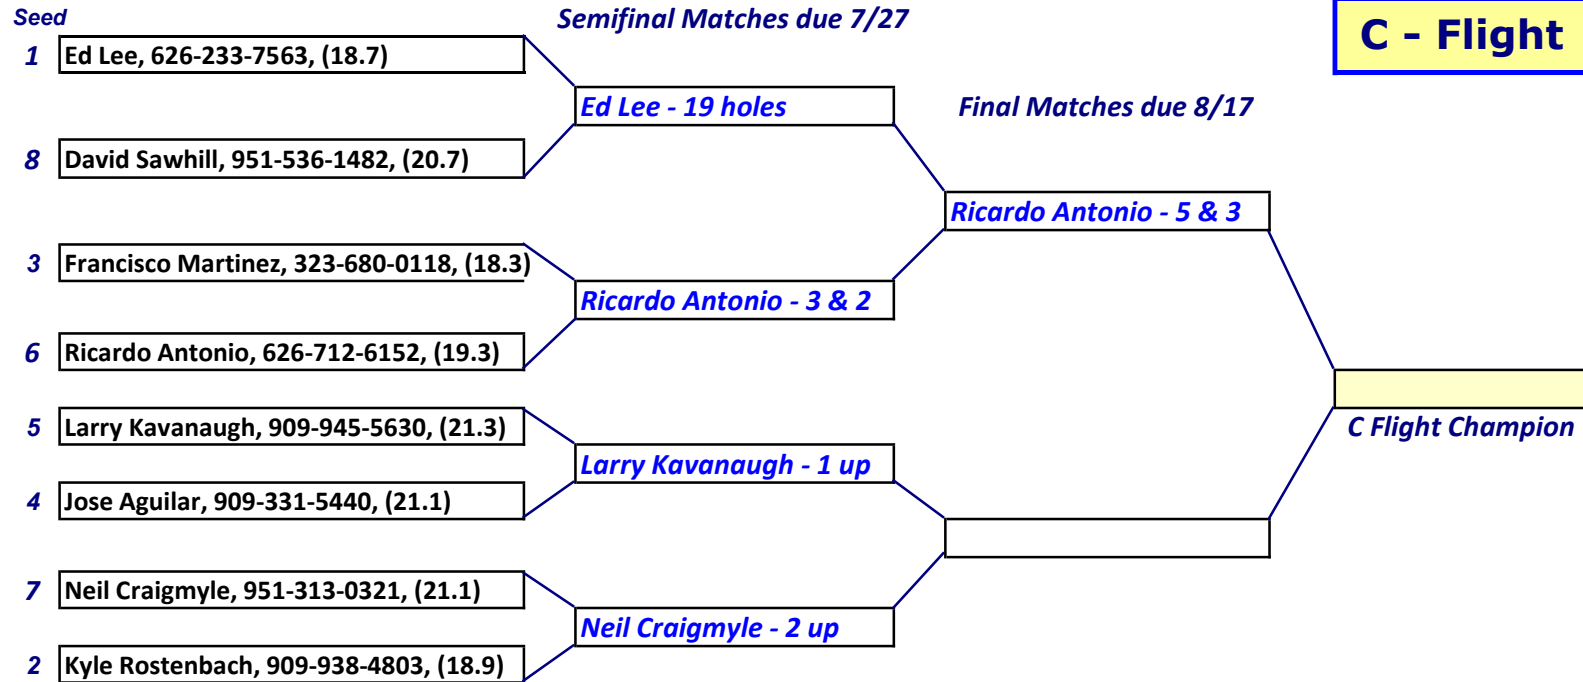 Seed
Semifinal Matches due 7/27
C - Flight
1 Ed Lee, 626-233-7563, (18.7)
Ed Lee - 19 holes
Final Matches due 8/17
8 David Sawhill, 951-536-1482, (20.7)
Ricardo Antonio - 5 & 3
3 Francisco Martinez, 323-680-0118, (18.3)
Ricardo Antonio - 3 & 2
6 Ricardo Antonio, 626-712-6152, (19.3)
5 Larry Kavanaugh, 909-945-5630, (21.3)
C Flight Champion
Larry Kavanaugh - 1 up
4 Jose Aguilar, 909-331-5440, (21.1)
7 Neil Craigmyle, 951-313-0321, (21.1)
Neil Craigmyle - 2 up
2 Kyle Rostenbach, 909-938-4803, (18.9)